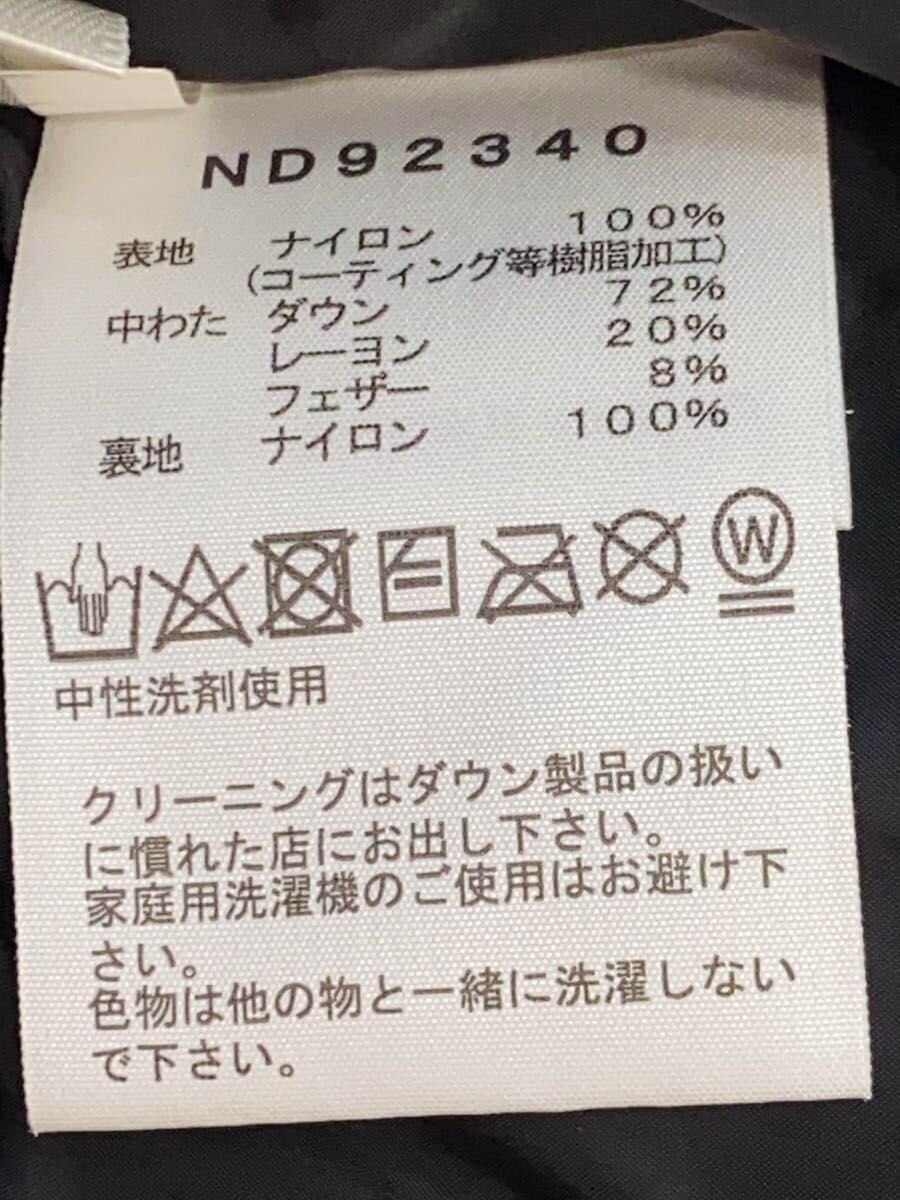 ND92340
表地 ナイロン 100%
(コーティング等樹脂加工)
中わた ダウン 72%
レーヨン 20%
フェザー 8%
裏地 ナイロン 100%
W
中性洗剤使用
クリーニングはダウン製品の扱い
に慣れた店にお出し下さい。
家庭用洗濯機のご使用はお避け下
さい。
色物は他の物と一緒に洗濯しない
で下さい。